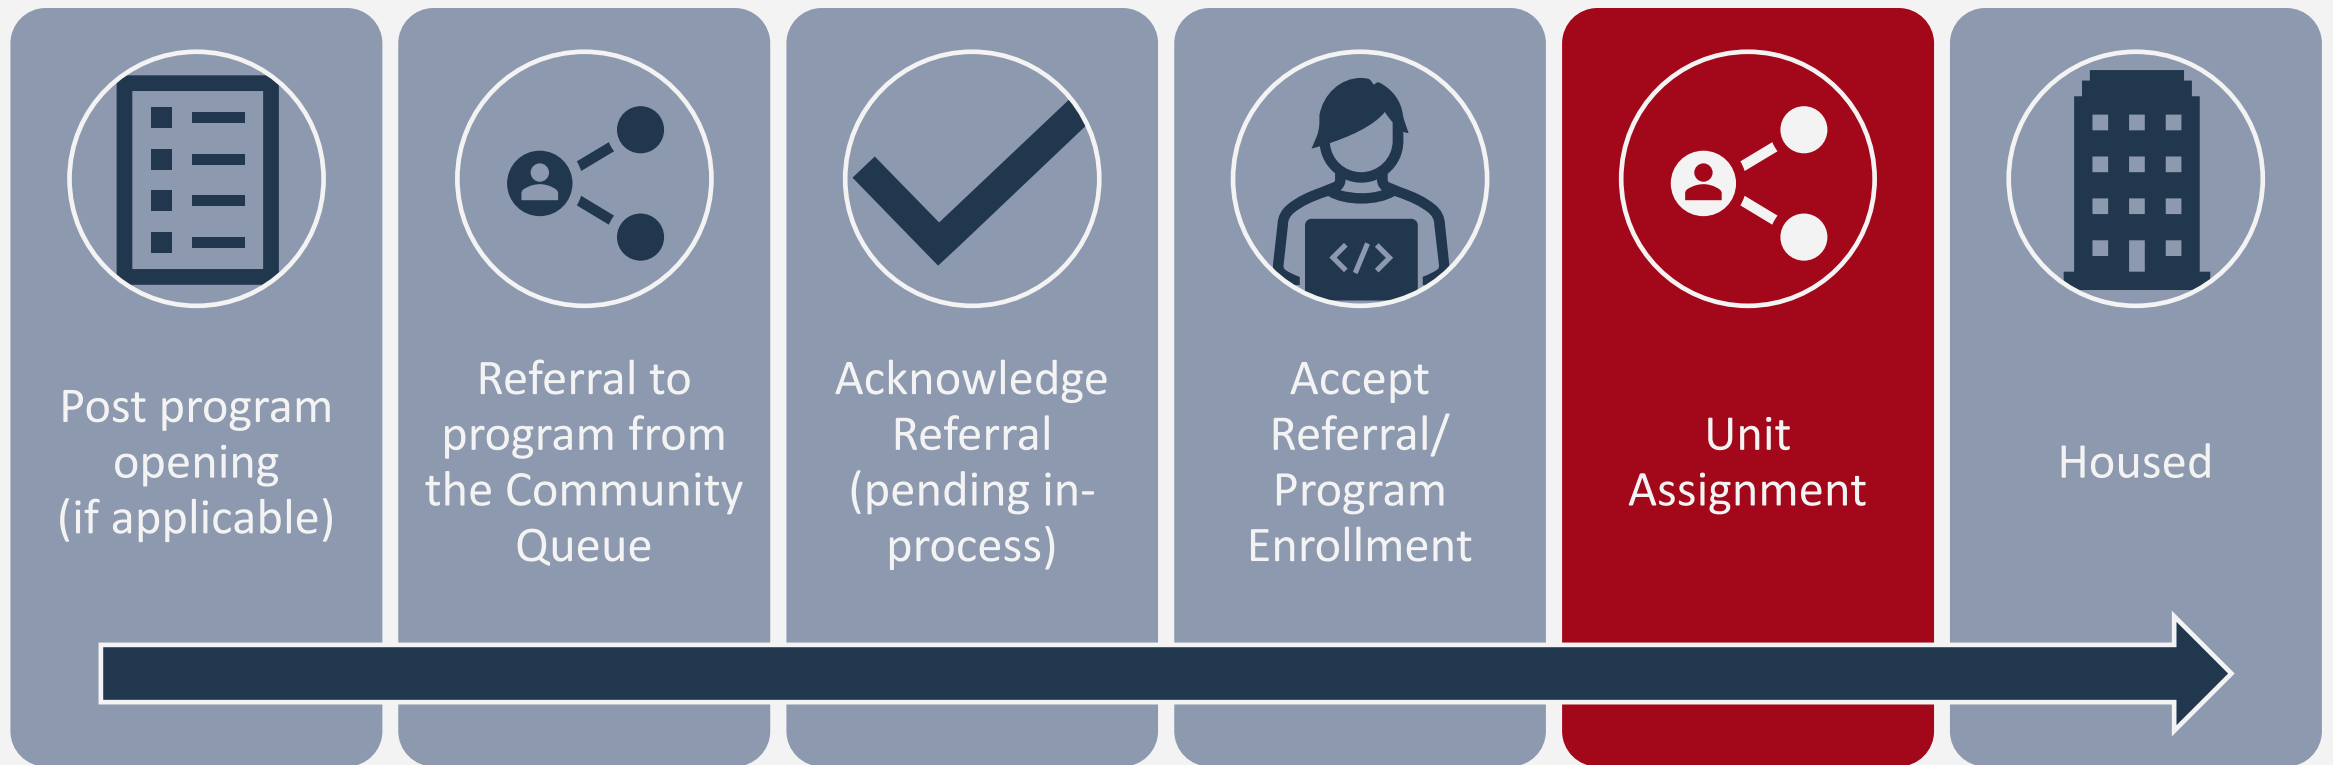 Post program
opening
(if applicable)
Referral to
program from
the Community
Queue
Acknowledge
Referral
(pending in-
process)
Accept
Referral/
Program
Enrollment
Unit
Assignment
Housed